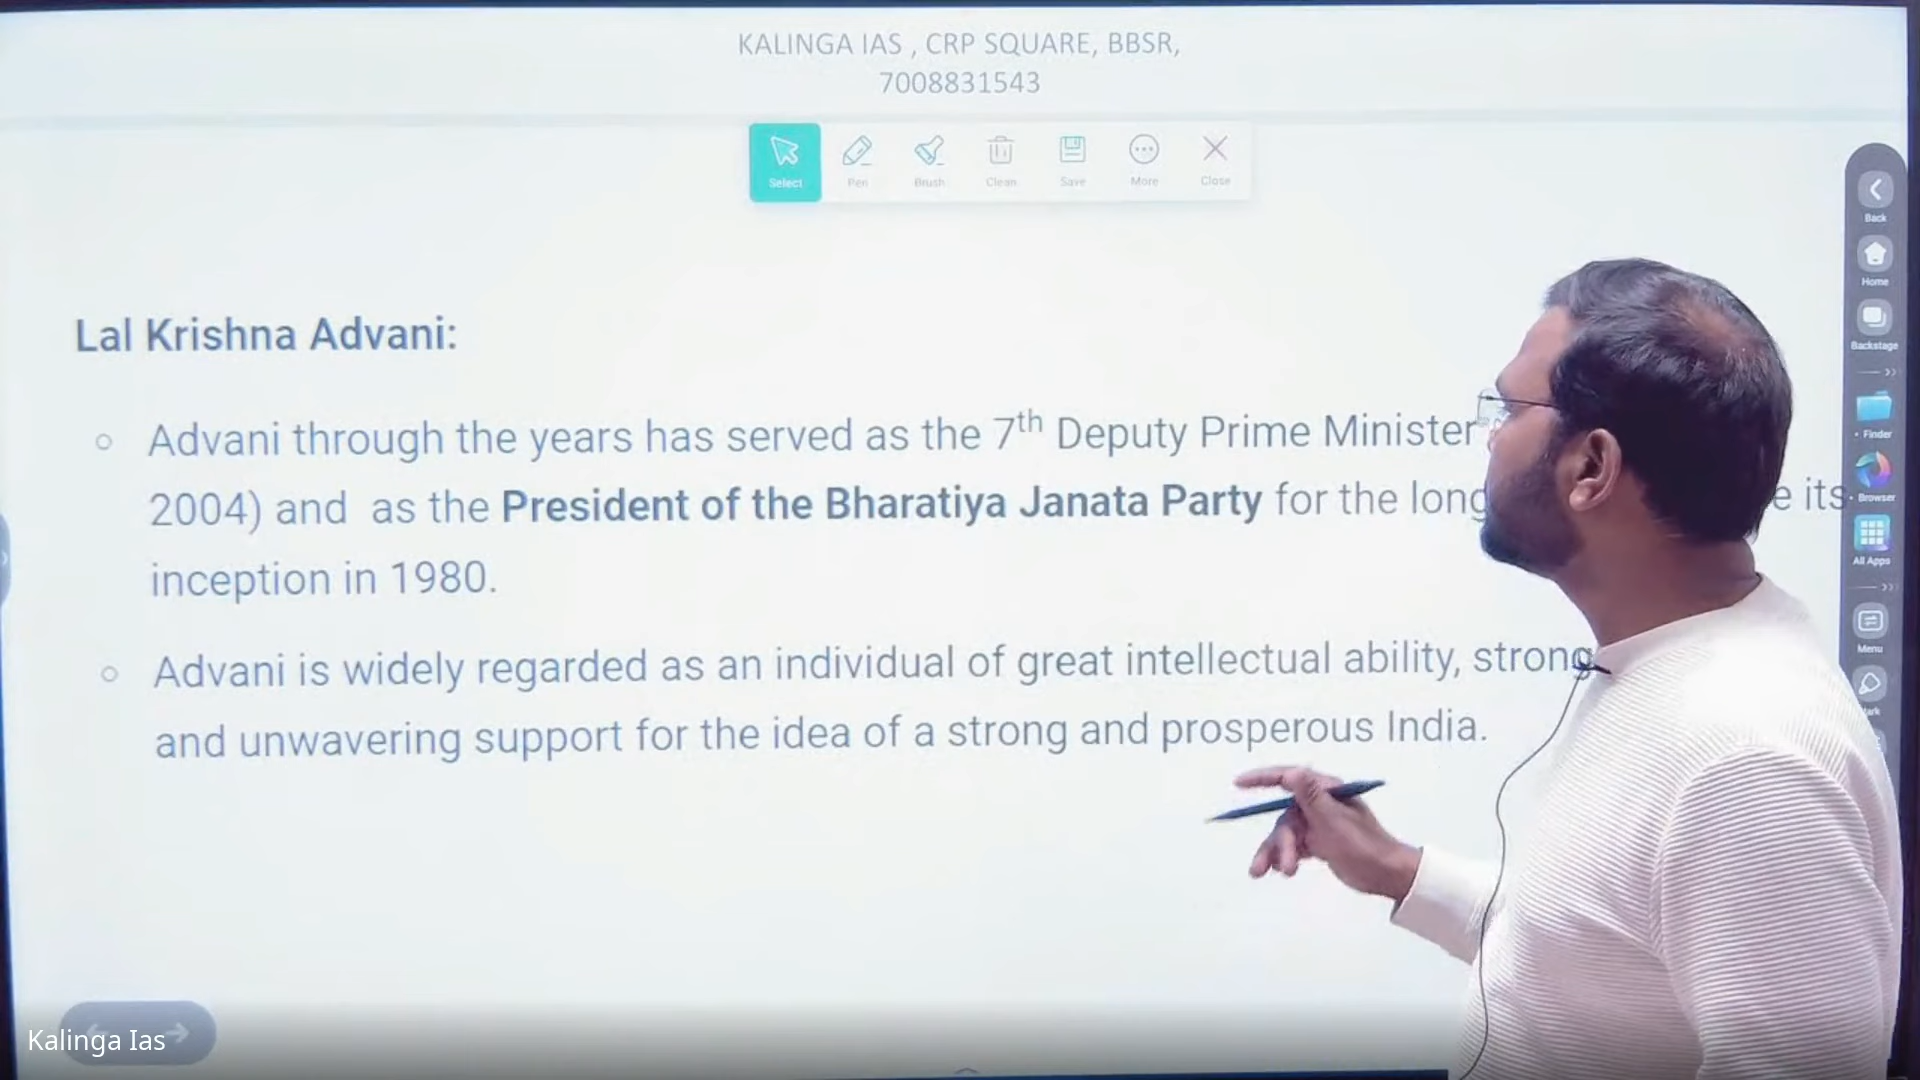 KALINGA IAS , CRP SQUARE, BBSR,
7008831543
Select Pen Brush Clean Save More Close
Back
Home
Backstage
Finder
Browser
All Apps
Menu
Lal Krishna Advani:
Advani through the years has served as the 7th Deputy Prime Minister
2004) and as the President of the Bharatiya Janata Party for the long its
inception in 1980.
Advani is widely regarded as an individual of great intellectual ability, strong
and unwavering support for the idea of a strong and prosperous India.
Kalinga Ias